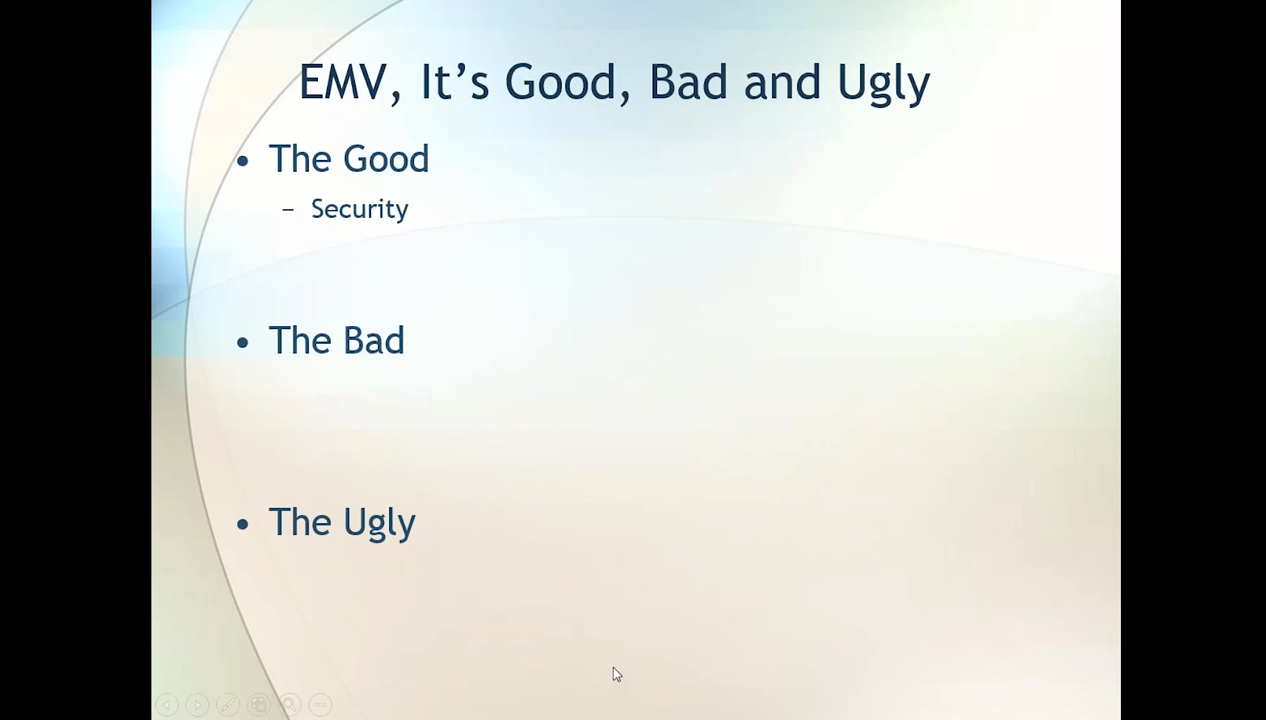 EMV, It’s Good, Bad and Ugly
• The Good
– Security
• The Bad
• The Ugly